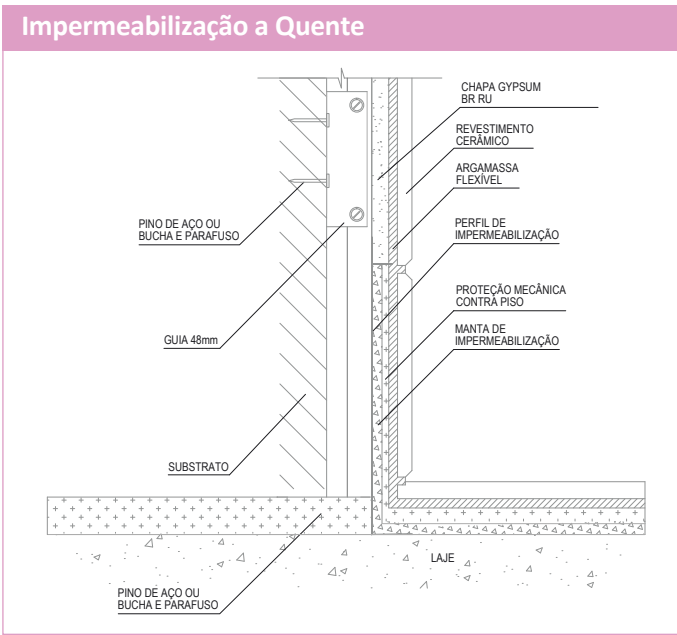 Impermeabilização a Quente
CHAPA GYPSUM
BR RU
REVESTIMENTO
CERÂMICO
ARGAMASSA
FLEXÍVEL
PERFIL DE
IMPERMEABILIZAÇÃO
PROTEÇÃO MECÂNICA
CONTRA PISO
MANTA DE
IMPERMEABILIZAÇÃO
PINO DE AÇO OU
BUCHA E PARAFUSO
GUIA 48mm
SUBSTRATO
LAJE
PINO DE AÇO OU
BUCHA E PARAFUSO